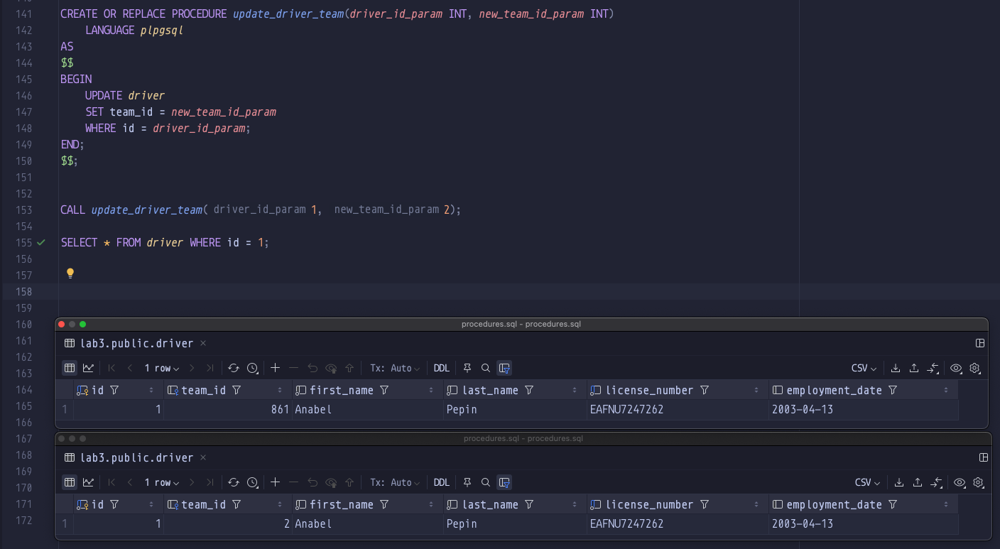 141 CREATE OR REPLACE PROCEDURE update_driver_team(driver_id_param INT, new_team_id_param INT)
142 LANGUAGE plpgsql
143 AS
144 $$
145 BEGIN
146 UPDATE driver
147 SET team_id = new_team_id_param
148 WHERE id = driver_id_param;
149 END;
150 $$;
151
152
153 CALL update_driver_team( driver_id_param 1, new_team_id_param 2);
154
155 SELECT * FROM driver WHERE id = 1;
156
157
158
159
160 procedures.sql - procedures.sql
161 lab3.public.driver ×
162
163 1 row Tx: Auto DDL CSV
164 id team_id first_name last_name license_number employment_date
165 1 1 861 Anabel Pepin EAFNU7247262 2003-04-13
166
167 procedures.sql - procedures.sql
168 lab3.public.driver ×
169
170 1 row Tx: Auto DDL CSV
171 id team_id first_name last_name license_number employment_date
172 1 1 2 Anabel Pepin EAFNU7247262 2003-04-13